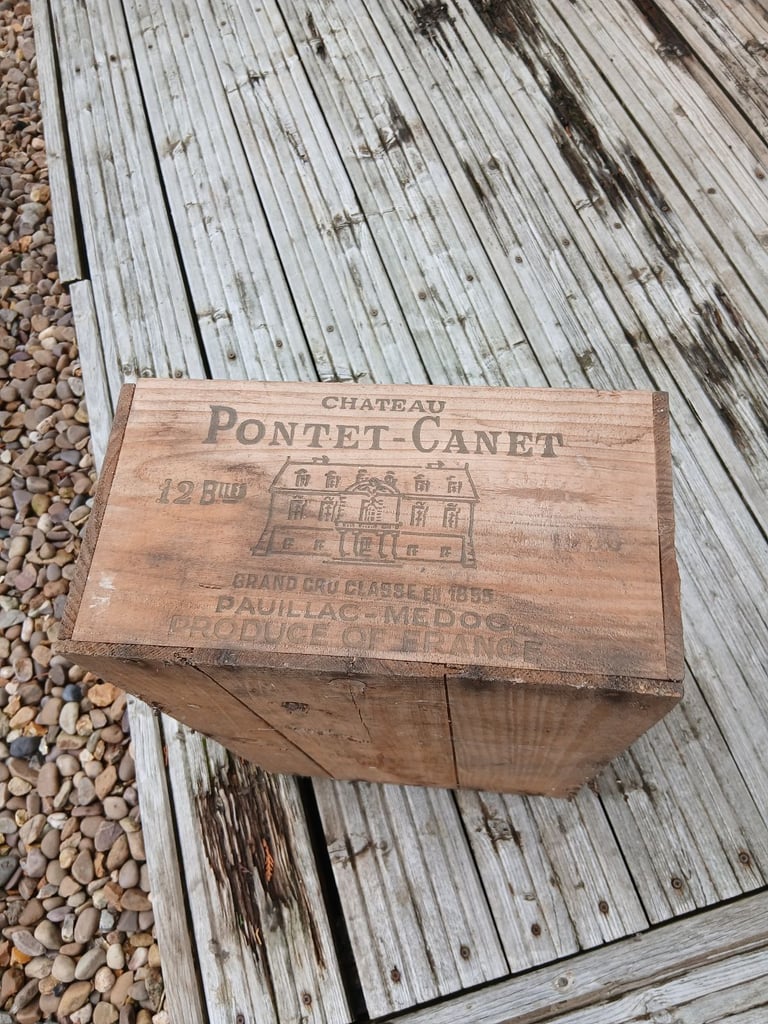 CHATEAU
PONTET-CANET
12 Blles
GRAND CRU CLASSE EN 1855
PAUILLAC-MEDOC
PRODUCE OF FRANCE